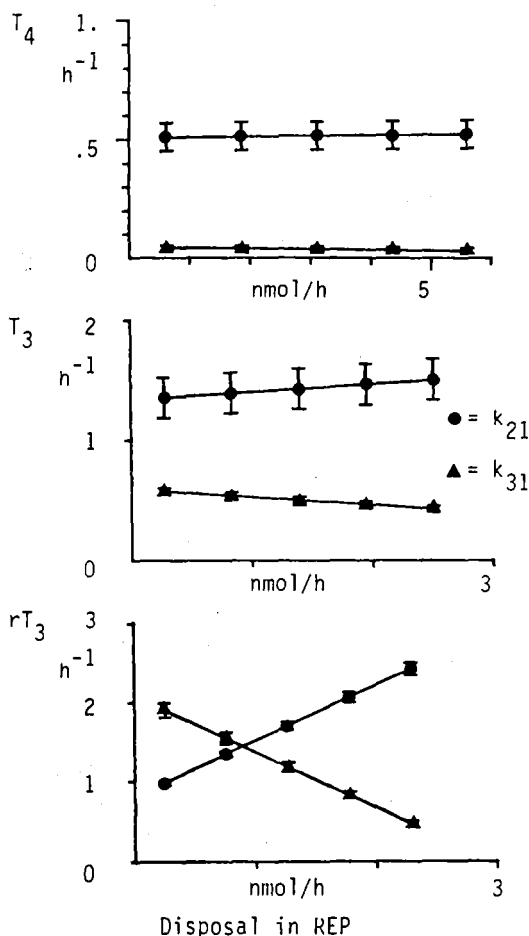 T4
1.
h-1
.5
0
nmol/h 5
T3
2
h-1
1
● = k21
▲ = k31
0
nmol/h 3
rT3
3
h-1
2
1
0
nmol/h 3
Disposal in REP